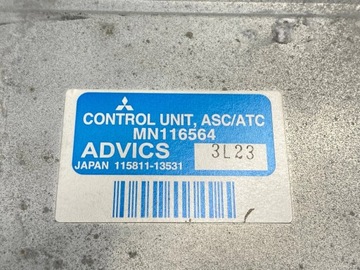 CONTROL UNIT, ASC/ATC
MN116564
ADVICS 3L23
JAPAN 115811-13531